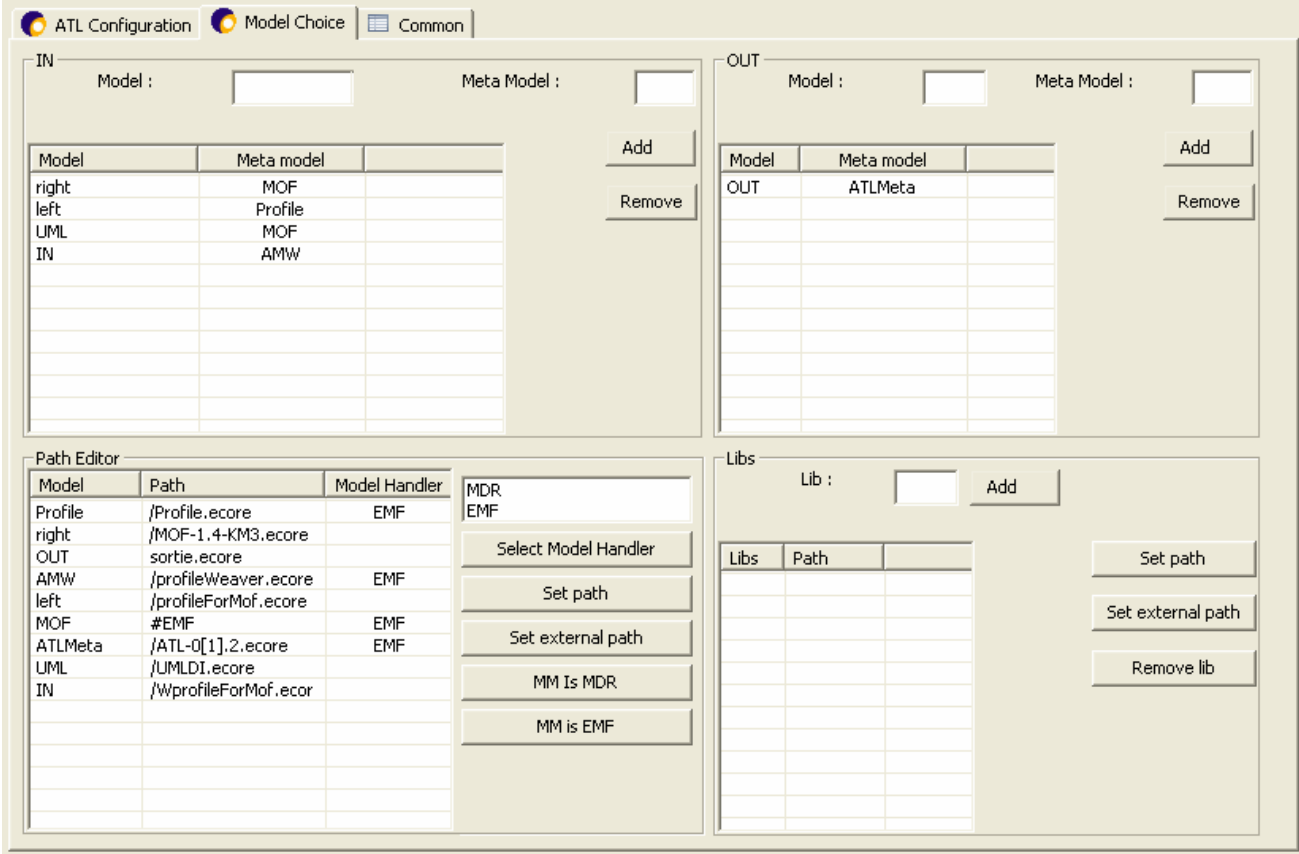 ATL Configuration Model Choice Common
IN
Model : Meta Model :
Add
Model Meta model
right MOF
Remove
left Profile
UML MOF
IN AMW
OUT
Model : Meta Model :
Add
Model Meta model
OUT ATLMeta
Remove
Path Editor
Model Path Model Handler
Profile /Profile.ecore EMF
right /MOF-1.4-KM3.ecore
OUT sortie.ecore
AMW /profileWeaver.ecore EMF
left /profileForMof.ecore
MOF #EMF EMF
ATLMeta /ATL-0[1].2.ecore EMF
UML /UMLDI.ecore
IN /WprofileForMof.ecor
MDR
EMF
Select Model Handler
Set path
Set external path
MM Is MDR
MM is EMF
Libs
Lib : Add
Libs Path
Set path
Set external path
Remove lib